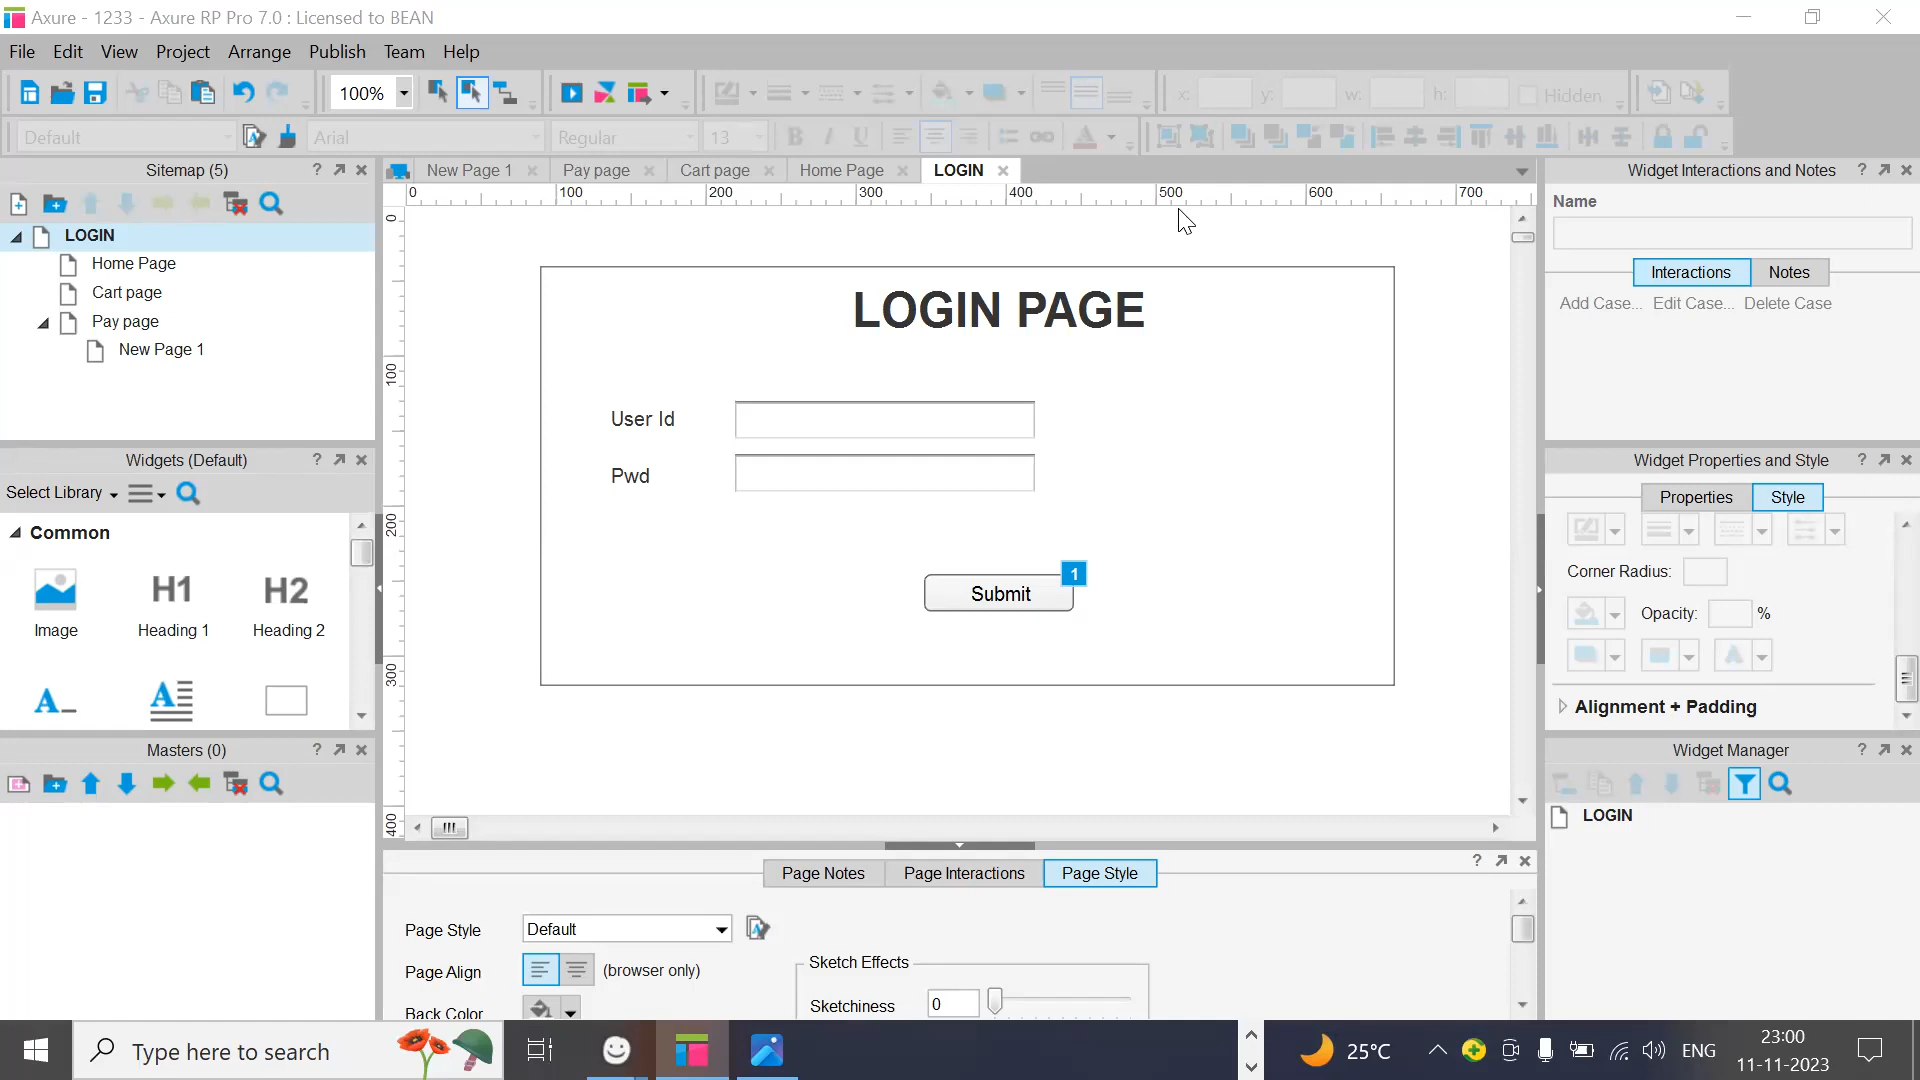 Axure - 1233 - Axure RP Pro 7.0 : Licensed to BEAN
File Edit View Project Arrange Publish Team Help
100% x: y: w: h: Hidden
Default Arial Regular 13 B I U
Sitemap (5) ?
New Page 1 Pay page Cart page Home Page LOGIN
Widget Interactions and Notes ?
0 100 200 300 400 500 600 700
0 100 200 300 400
LOGIN
Home Page
Cart page
Pay page
New Page 1
Name
Interactions Notes
Add Case... Edit Case... Delete Case
LOGIN PAGE
User Id
Pwd
Submit 1
Widgets (Default) ?
Select Library
Common
Image H1 Heading 1 H2 Heading 2
A_ A
Widget Properties and Style ?
Properties Style
Corner Radius:
Opacity: %
Alignment + Padding
Masters (0) ?
Widget Manager ?
LOGIN
Page Notes Page Interactions Page Style ?
Page Style Default
Page Align (browser only)
Back Color
Sketch Effects
Sketchiness 0
Type here to search
25°C ENG 23:00
11-11-2023